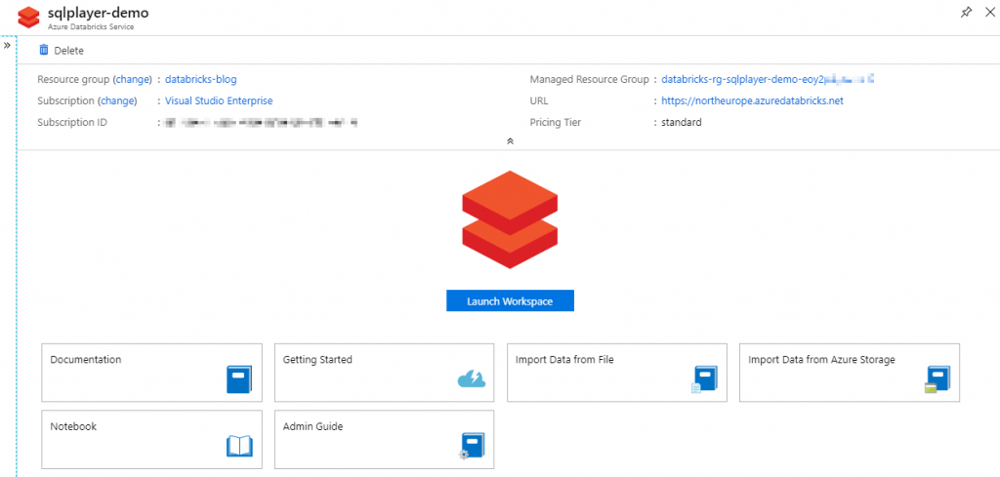 sqlplayer-demo
Azure Databricks Service
Delete
Resource group (change) : databricks-blog
Managed Resource Group : databricks-rg-sqlplayer-demo-eoy2
Subscription (change) : Visual Studio Enterprise
URL : https://northeurope.azuredatabricks.net
Subscription ID :
Pricing Tier : standard
Launch Workspace
Documentation
Getting Started
Import Data from File
Import Data from Azure Storage
Notebook
Admin Guide